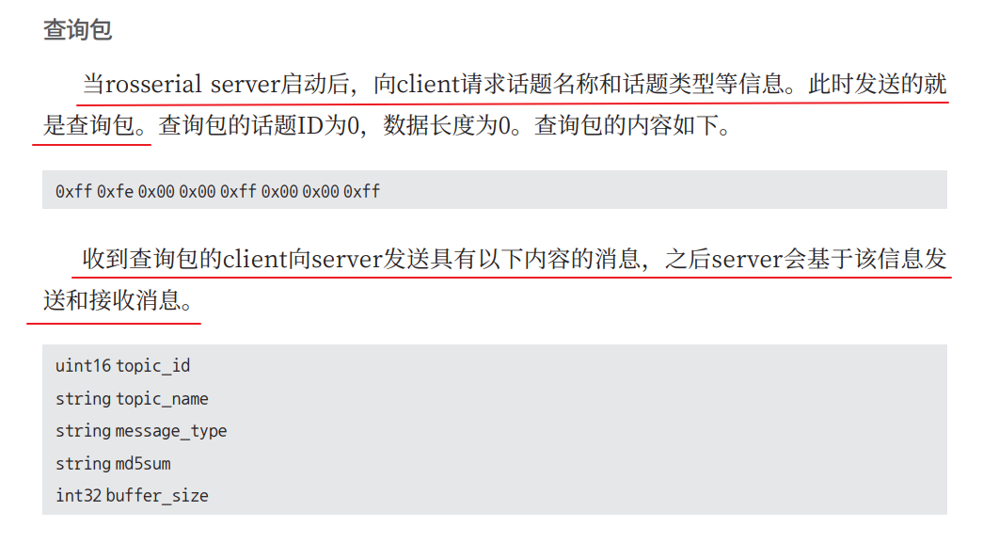 查询包
当rosserial server启动后，向client请求话题名称和话题类型等信息。此时发送的就
是查询包。查询包的话题ID为0，数据长度为0。查询包的内容如下。
0xff 0xfe 0x00 0x00 0xff 0x00 0x00 0xff
收到查询包的client向server发送具有以下内容的消息，之后server会基于该信息发
送和接收消息。
uint16 topic_id
string topic_name
string message_type
string md5sum
int32 buffer_size